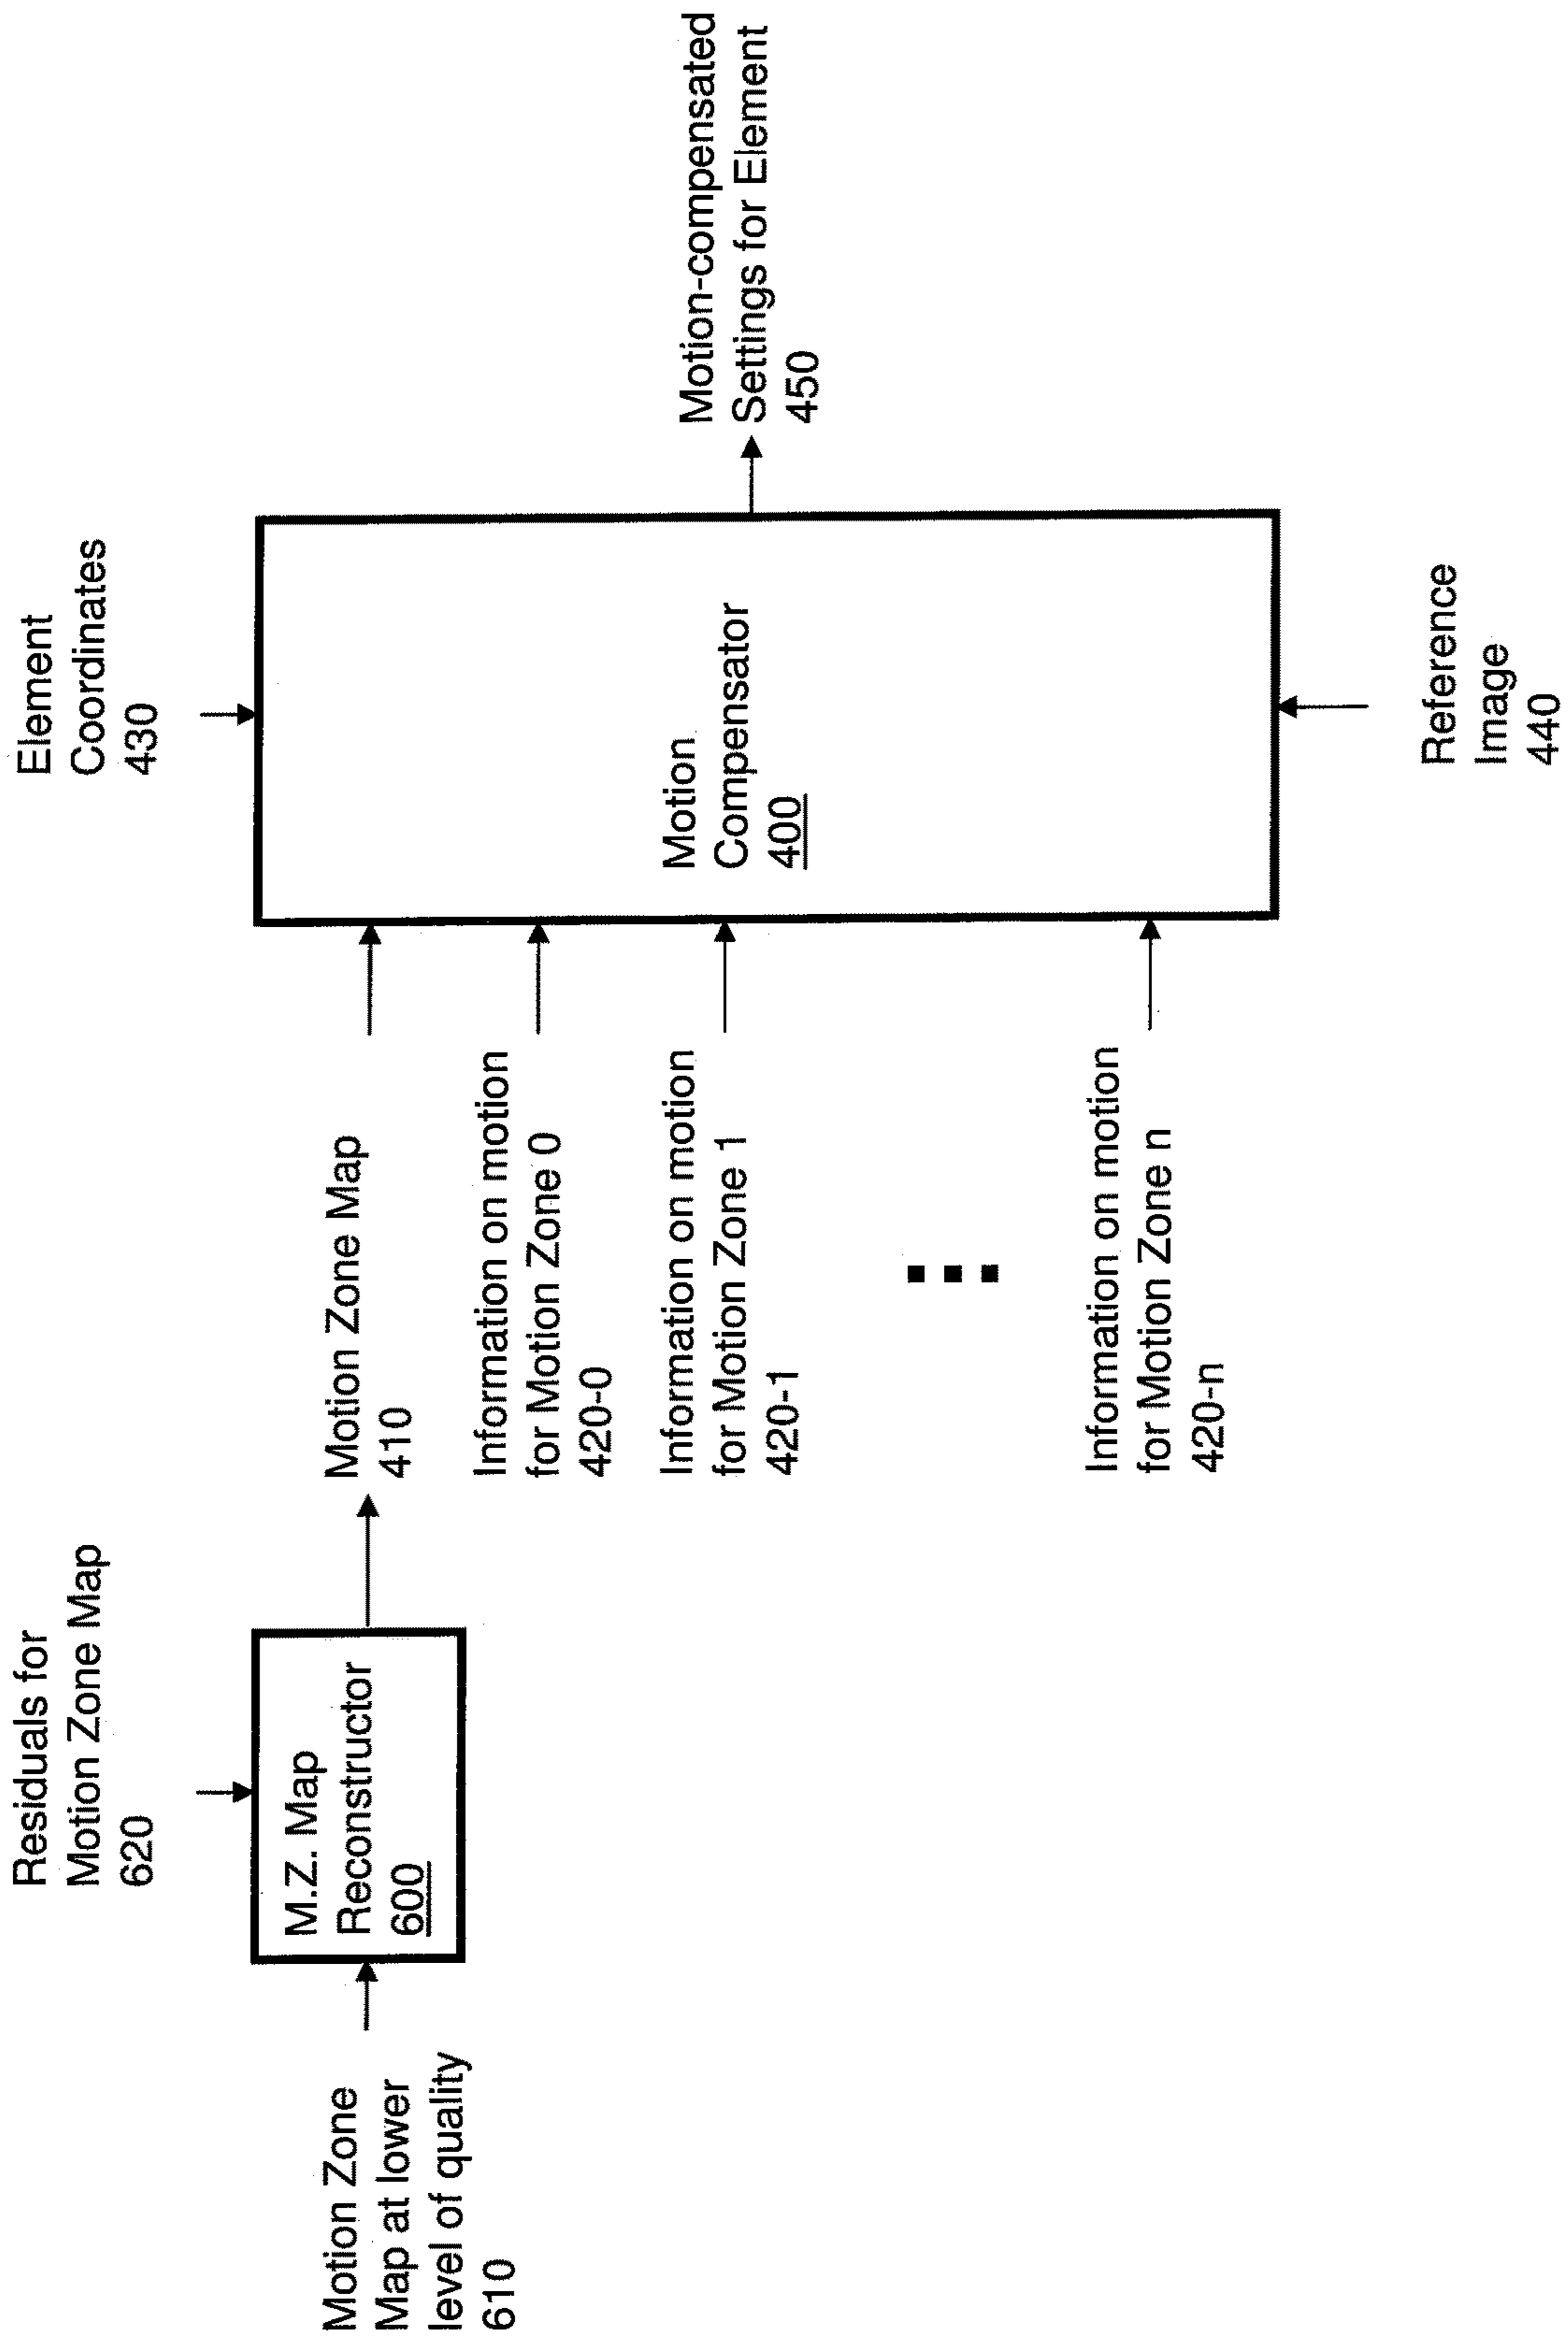 Residuals for
Motion Zone Map
620
Motion Zone
Map at lower
level of quality
610
M.Z. Map
Reconstructor
600
Motion Zone Map
410
Information on motion
for Motion Zone 0
420-0
Information on motion
for Motion Zone 1
420-1
Information on motion
for Motion Zone n
420-n
Element
Coordinates
430
Motion
Compensator
400
Reference
Image
440
Motion-compensated
Settings for Element
450